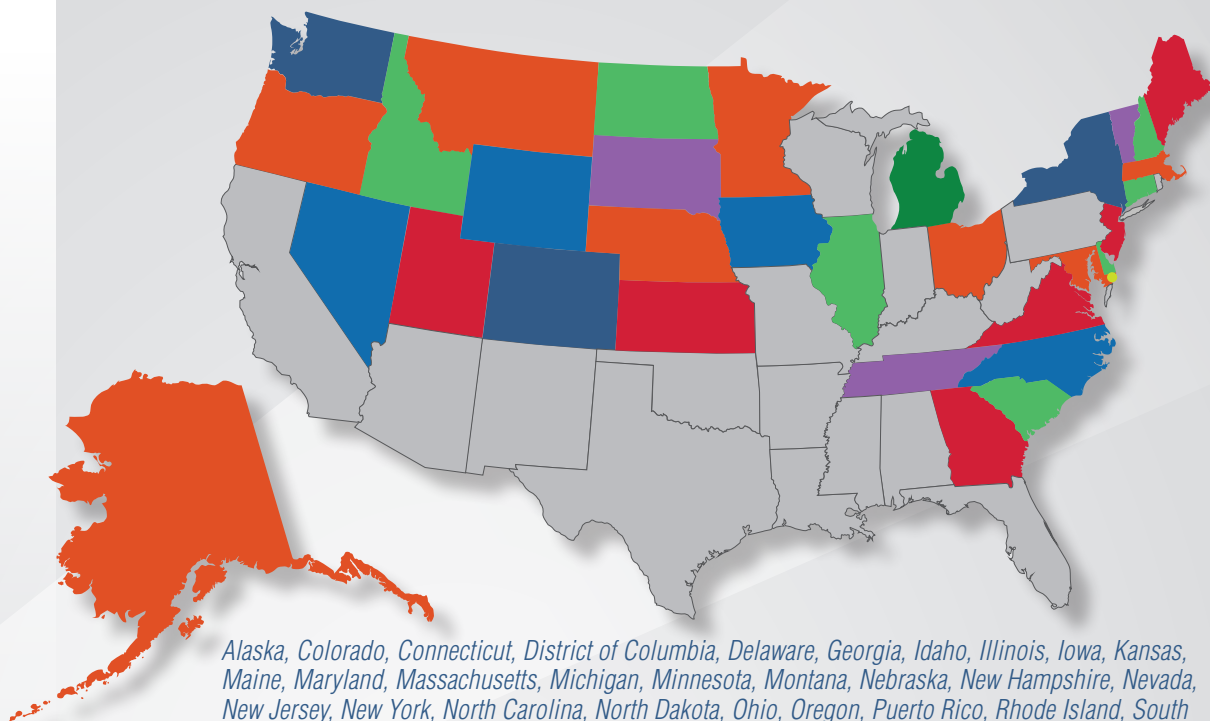 Alaska, Colorado, Connecticut, District of Columbia, Delaware, Georgia, Idaho, Illinois, Iowa, Kansas,
Maine, Maryland, Massachusetts, Michigan, Minnesota, Montana, Nebraska, New Hampshire, Nevada,
New Jersey, New York, North Carolina, North Dakota, Ohio, Oregon, Puerto Rico, Rhode Island, South